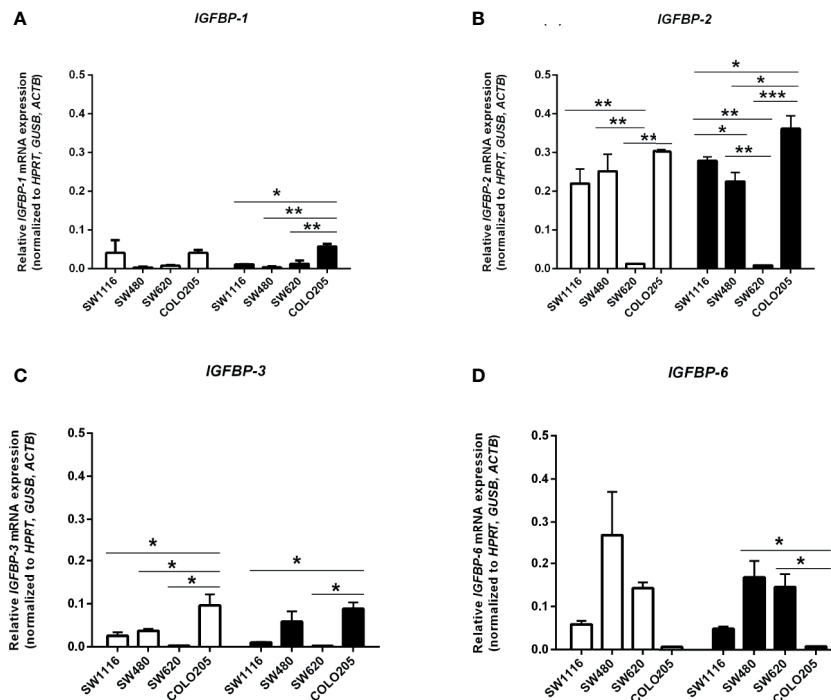 A
IGFBP-1
Relative IGFBP-1 mRNA expression
(normalized to HPRT, GUSB, ACTB)
0.5
0.4
0.3
0.2
0.1
0.0
*
**
**
SW1116
SW480
SW620
COLO205
SW1116
SW480
SW620
COLO205
B
IGFBP-2
Relative IGFBP-2 mRNA expression
(normalized to HPRT, GUSB, ACTB)
0.5
0.4
0.3
0.2
0.1
0.0
**
**
**
*
*
***
**
*
**
SW1116
SW480
SW620
COLO205
SW1116
SW480
SW620
COLO205
C
IGFBP-3
Relative IGFBP-3 mRNA expression
(normalized to HPRT, GUSB, ACTB)
0.5
0.4
0.3
0.2
0.1
0.0
*
*
*
*
*
SW1116
SW480
SW620
COLO205
SW1116
SW480
SW620
COLO205
D
IGFBP-6
Relative IGFBP-6 mRNA expression
(normalized to HPRT, GUSB, ACTB)
0.5
0.4
0.3
0.2
0.1
0.0
*
*
SW1116
SW480
SW620
COLO205
SW1116
SW480
SW620
COLO205